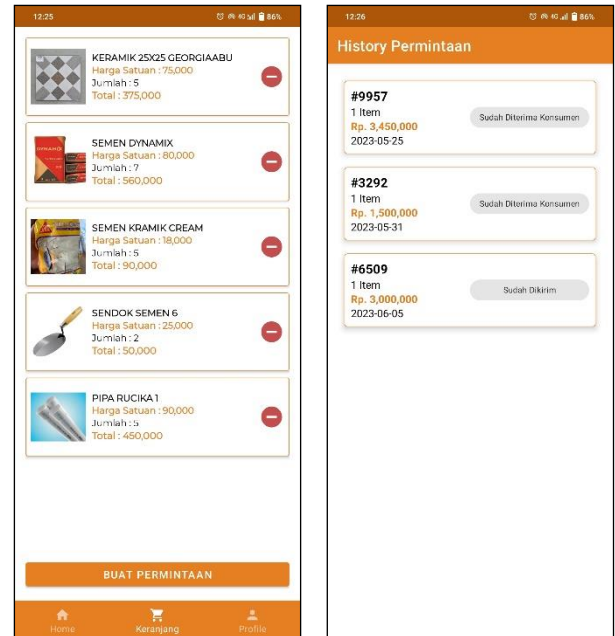 12:25
86%
KERAMIK 25X25 GEORGIAABU
Harga Satuan : 75,000
Jumlah : 5
Total : 375,000
SEMEN DYNAMIX
Harga Satuan : 80,000
Jumlah : 7
Total : 560,000
SEMEN KRAMIK CREAM
Harga Satuan : 18,000
Jumlah : 5
Total : 90,000
SENDOK SEMEN 6
Harga Satuan : 25,000
Jumlah : 2
Total : 50,000
PIPA RUCIKA 1
Harga Satuan : 90,000
Jumlah : 5
Total : 450,000
BUAT PERMINTAAN
Home Keranjang Profile
12:26
86%
History Permintaan
#9957
1 Item
Sudah Diterima Konsumen
Rp. 3,450,000
2023-05-25
#3292
1 Item
Sudah Diterima Konsumen
Rp. 1,500,000
2023-05-31
#6509
1 Item
Sudah Dikirim
Rp. 3,000,000
2023-06-05